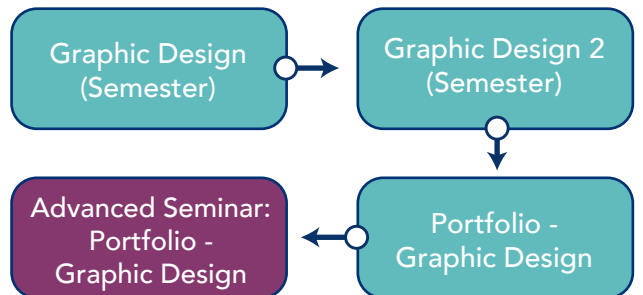 Graphic Design
(Semester)
Graphic Design 2
(Semester)
Advanced Seminar:
Portfolio -
Graphic Design
Portfolio -
Graphic Design